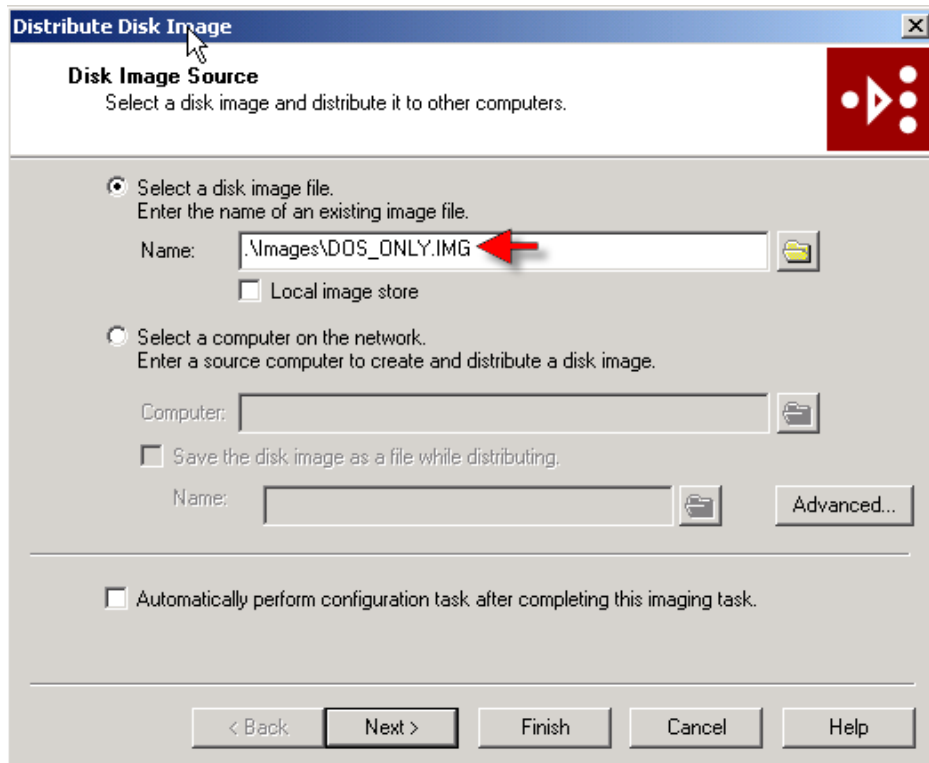 Distribute Disk Image
Disk Image Source
Select a disk image and distribute it to other computers.
Select a disk image file.
Enter the name of an existing image file.
Name: .\Images\DOS_ONLY.IMG
Local image store
Select a computer on the network.
Enter a source computer to create and distribute a disk image.
Computer:
Save the disk image as a file while distributing.
Name:
Advanced...
Automatically perform configuration task after completing this imaging task.
< Back Next > Finish Cancel Help